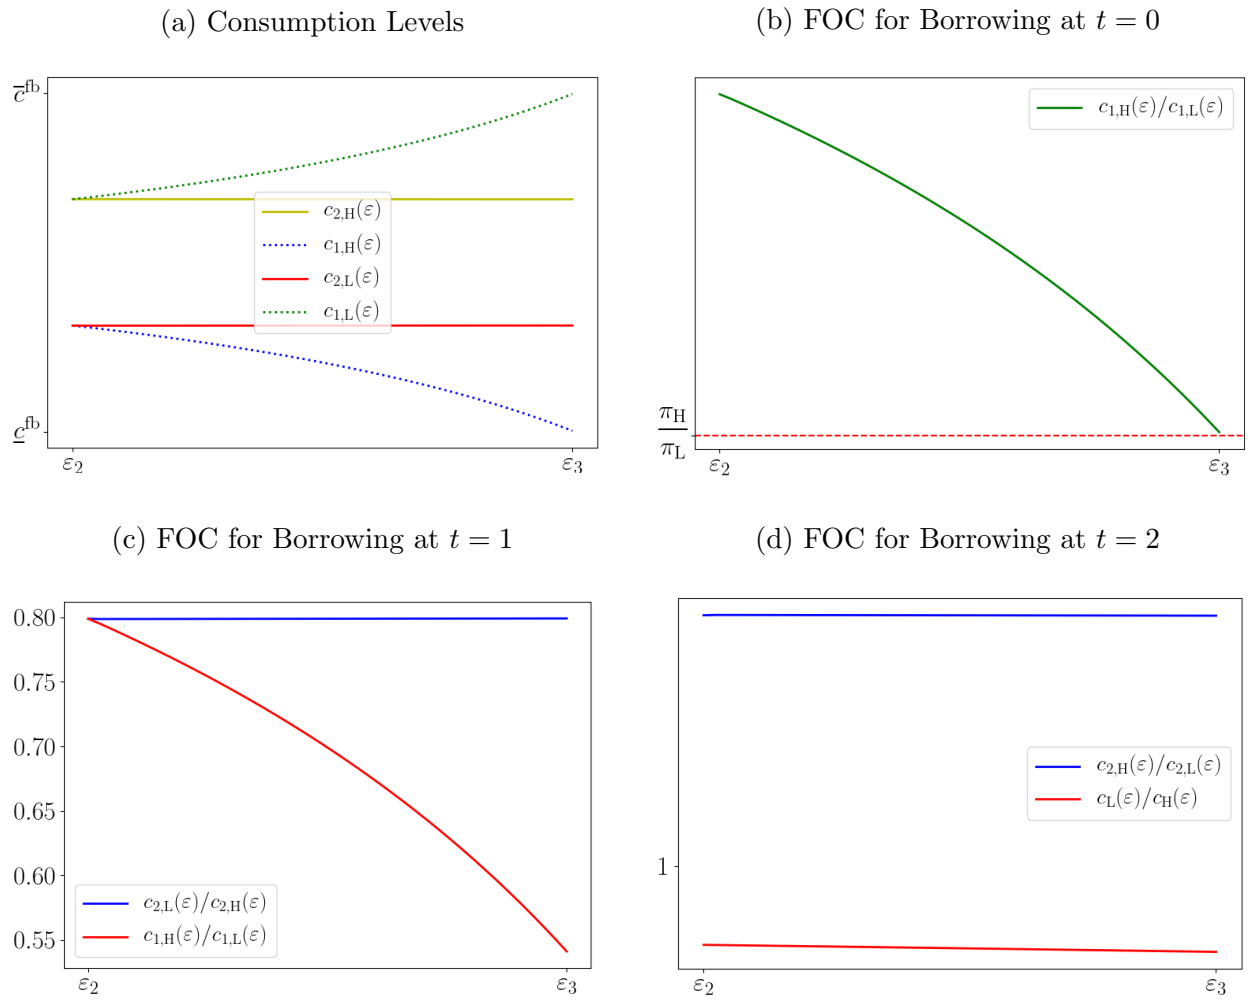 (a) Consumption Levels
c̅^fb
c̲^fb
c_{2,H}(ε)
c_{1,H}(ε)
c_{2,L}(ε)
c_{1,L}(ε)
ε_2
ε_3
(b) FOC for Borrowing at t = 0
c_{1,H}(ε)/c_{1,L}(ε)
π_H
π_L
ε_2
ε_3
(c) FOC for Borrowing at t = 1
0.80
0.75
0.70
0.65
0.60
0.55
c_{2,L}(ε)/c_{2,H}(ε)
c_{1,H}(ε)/c_{1,L}(ε)
ε_2
ε_3
(d) FOC for Borrowing at t = 2
c_{2,H}(ε)/c_{2,L}(ε)
c_L(ε)/c_H(ε)
1
ε_2
ε_3